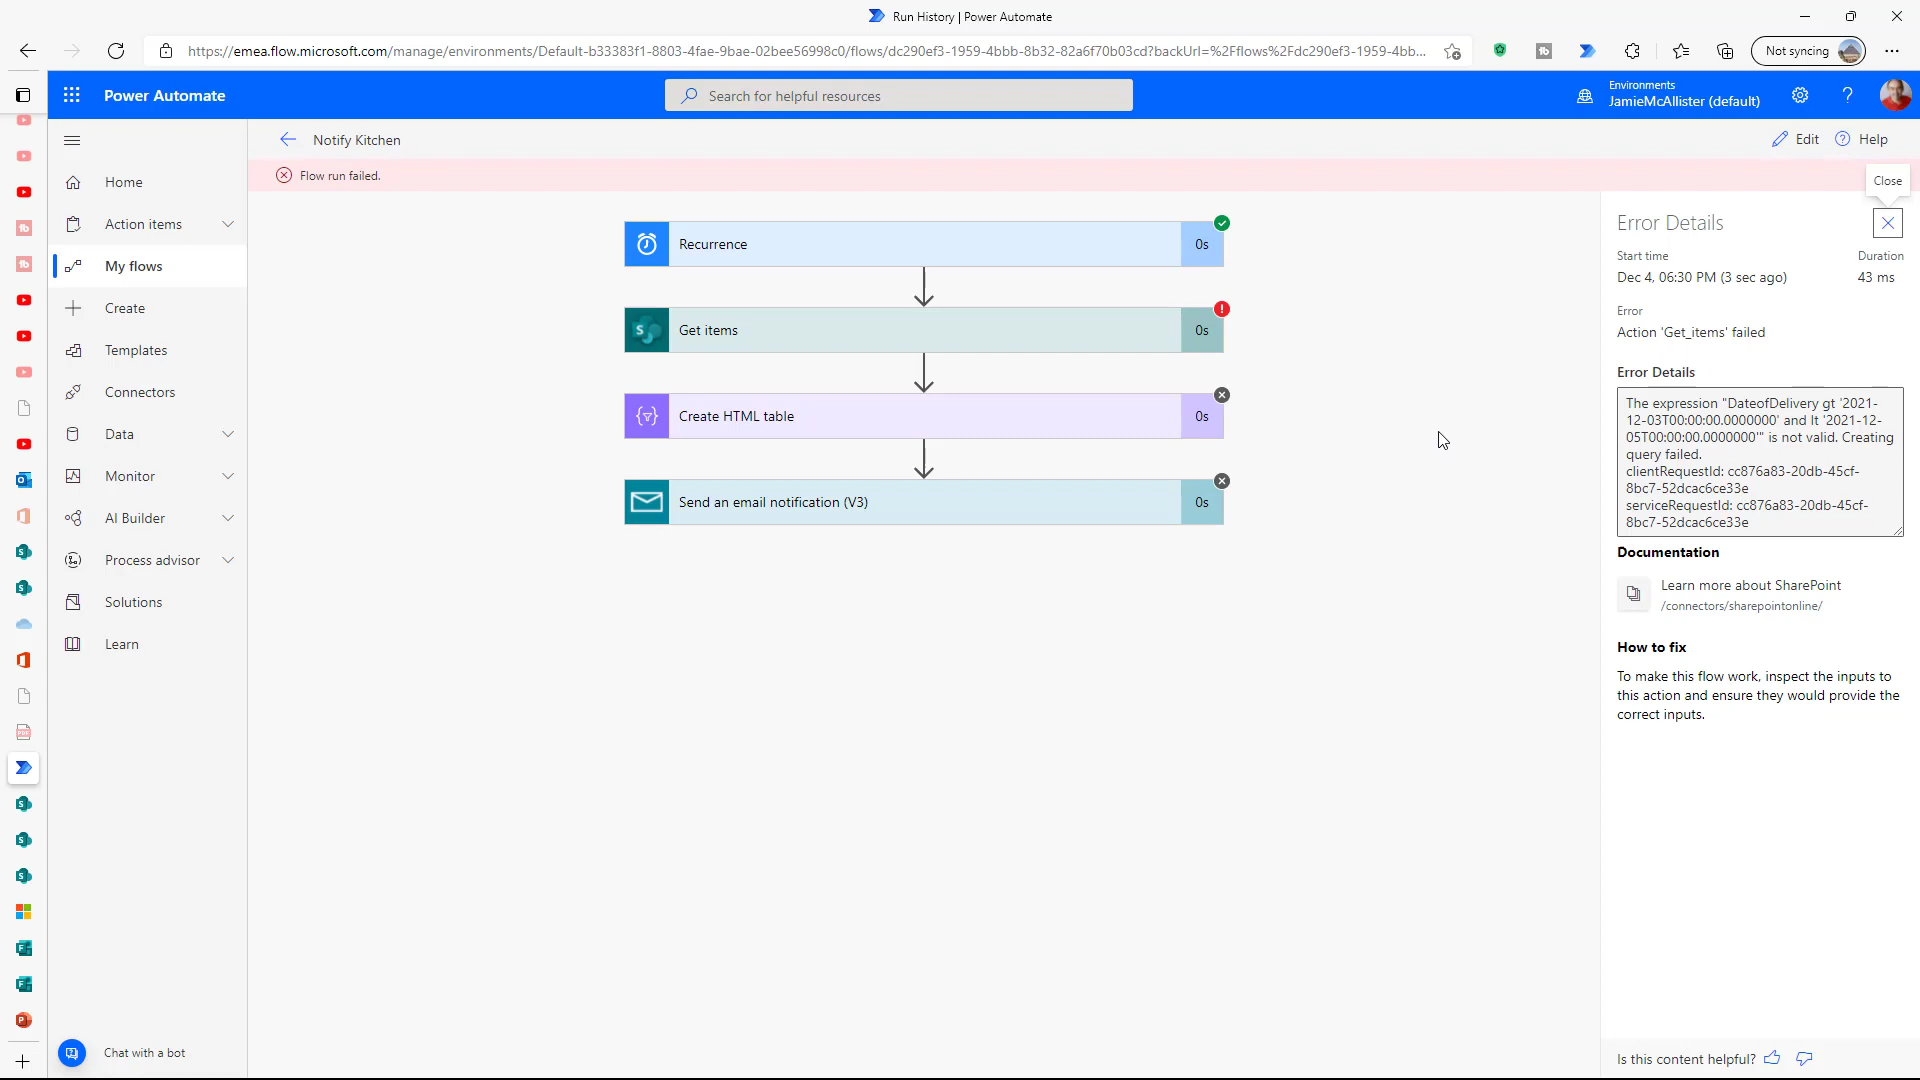 Run History | Power Automate
https://emea.flow.microsoft.com/manage/environments/Default-b33383f1-8803-4fae-9bae-02bee56998c0/flows/dc290ef3-1959-4bbb-8b32-82a6f70b03cd?backUrl=%2Fflows%2Fdc290ef3-1959-4bb...
Not syncing
Power Automate
Search for helpful resources
Environments
JamieMcAllister (default)
Notify Kitchen
Edit
Help
Flow run failed.
Close
Home
Action items
My flows
Create
Templates
Connectors
Data
Monitor
AI Builder
Process advisor
Solutions
Learn
Chat with a bot
Recurrence
0s
Get items
0s
Create HTML table
0s
Send an email notification (V3)
0s
Error Details
Start time
Duration
Dec 4, 06:30 PM (3 sec ago)
43 ms
Error
Action 'Get_items' failed
Error Details
The expression "DateofDelivery gt '2021-
12-03T00:00:00.0000000' and lt '2021-12-
05T00:00:00.0000000'" is not valid. Creating
query failed.
clientRequestId: cc876a83-20db-45cf-
8bc7-52dcac6ce33e
serviceRequestId: cc876a83-20db-45cf-
8bc7-52dcac6ce33e
Documentation
Learn more about SharePoint
/connectors/sharepointonline/
How to fix
To make this flow work, inspect the inputs to
this action and ensure they would provide the
correct inputs.
Is this content helpful?